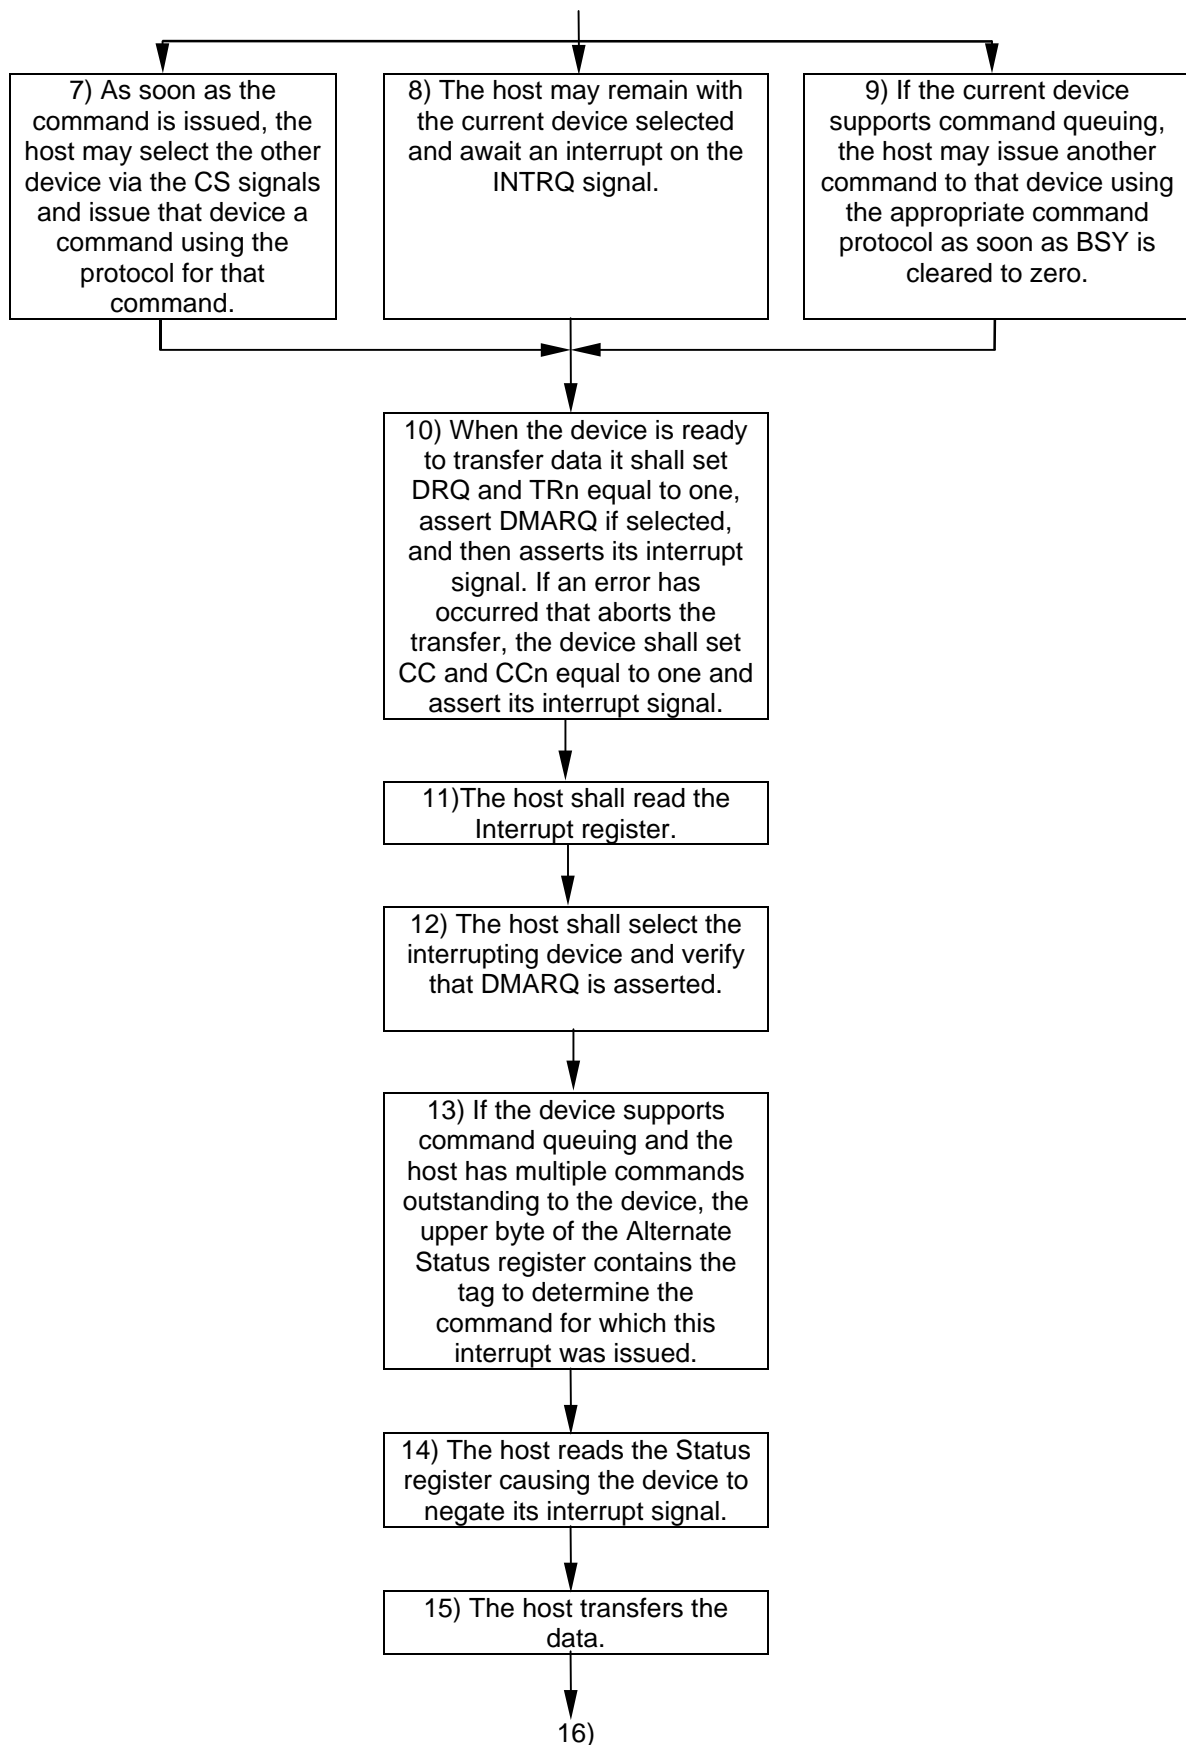 7) As soon as the
command is issued, the
host may select the other
device via the CS signals
and issue that device a
command using the
protocol for that
command.
8) The host may remain with
the current device selected
and await an interrupt on the
INTRQ signal.
9) If the current device
supports command queuing,
the host may issue another
command to that device using
the appropriate command
protocol as soon as BSY is
cleared to zero.
10) When the device is ready
to transfer data it shall set
DRQ and TRn equal to one,
assert DMARQ if selected,
and then asserts its interrupt
signal. If an error has
occurred that aborts the
transfer, the device shall set
CC and CCn equal to one and
assert its interrupt signal.
11)The host shall read the
Interrupt register.
12) The host shall select the
interrupting device and verify
that DMARQ is asserted.
13) If the device supports
command queuing and the
host has multiple commands
outstanding to the device, the
upper byte of the Alternate
Status register contains the
tag to determine the
command for which this
interrupt was issued.
14) The host reads the Status
register causing the device to
negate its interrupt signal.
15) The host transfers the
data.
16)